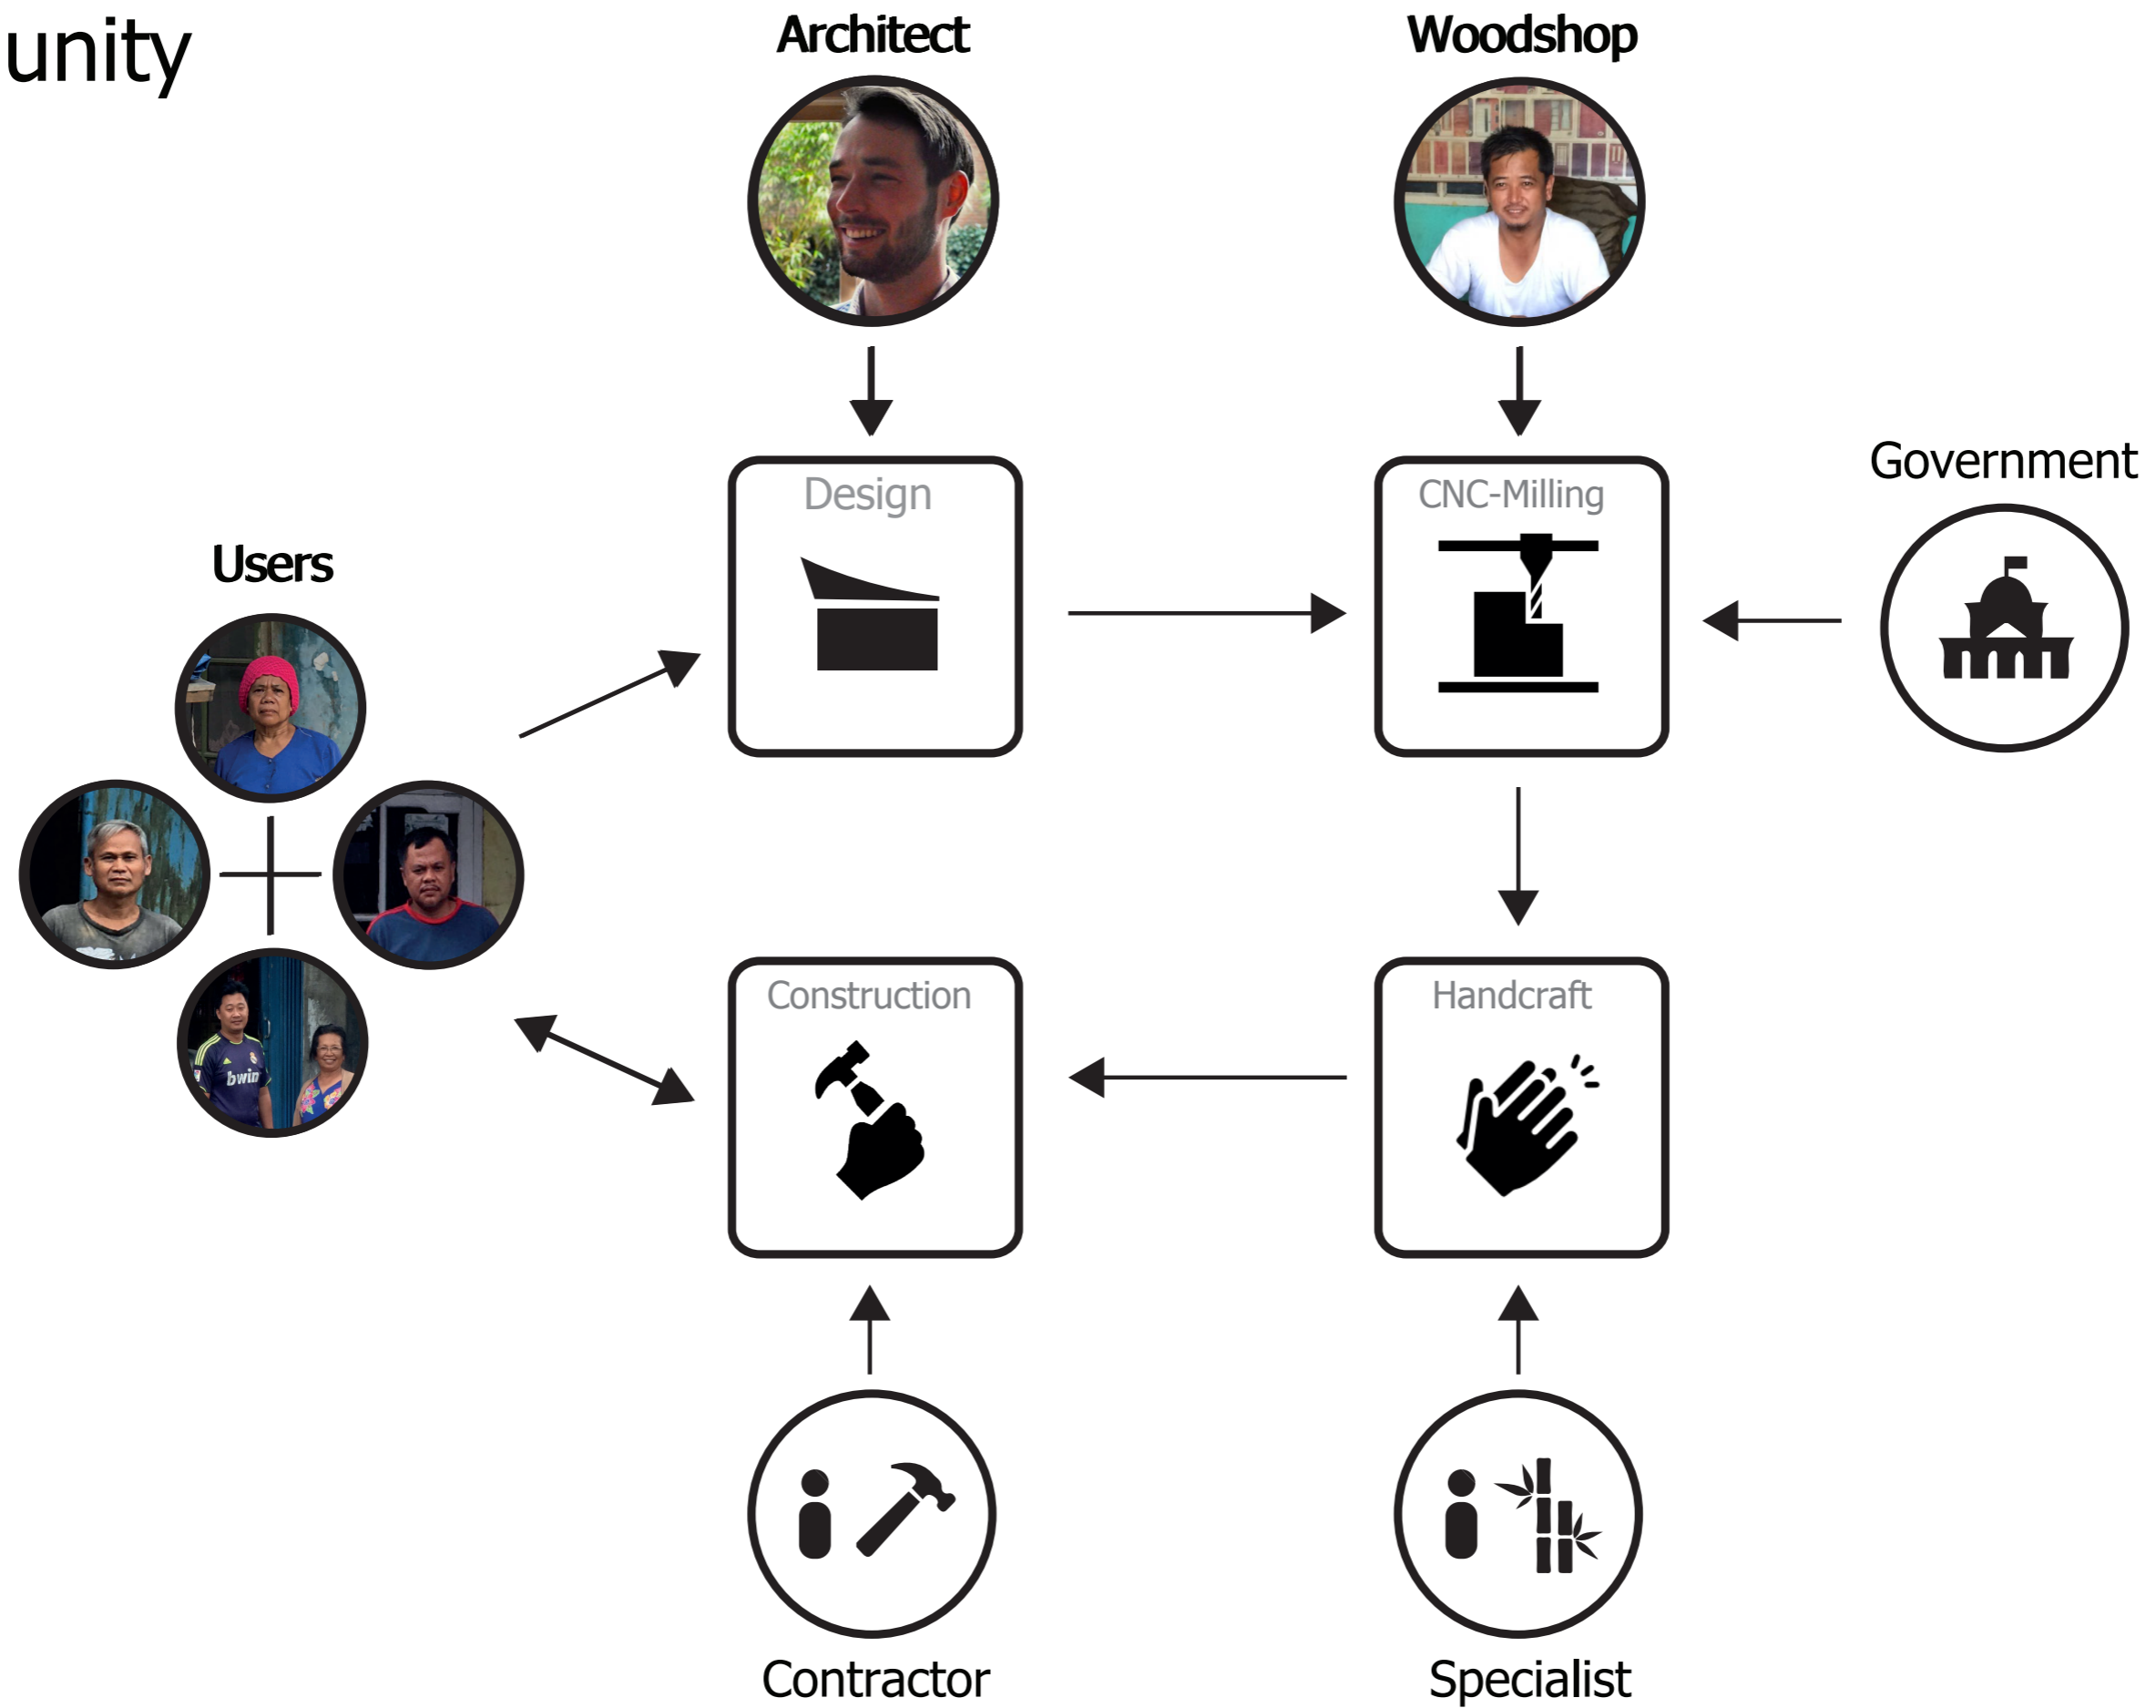 unity
Architect
Woodshop
Government
Design
CNC-Milling
Users
bwin
Construction
Handcraft
Contractor
Specialist